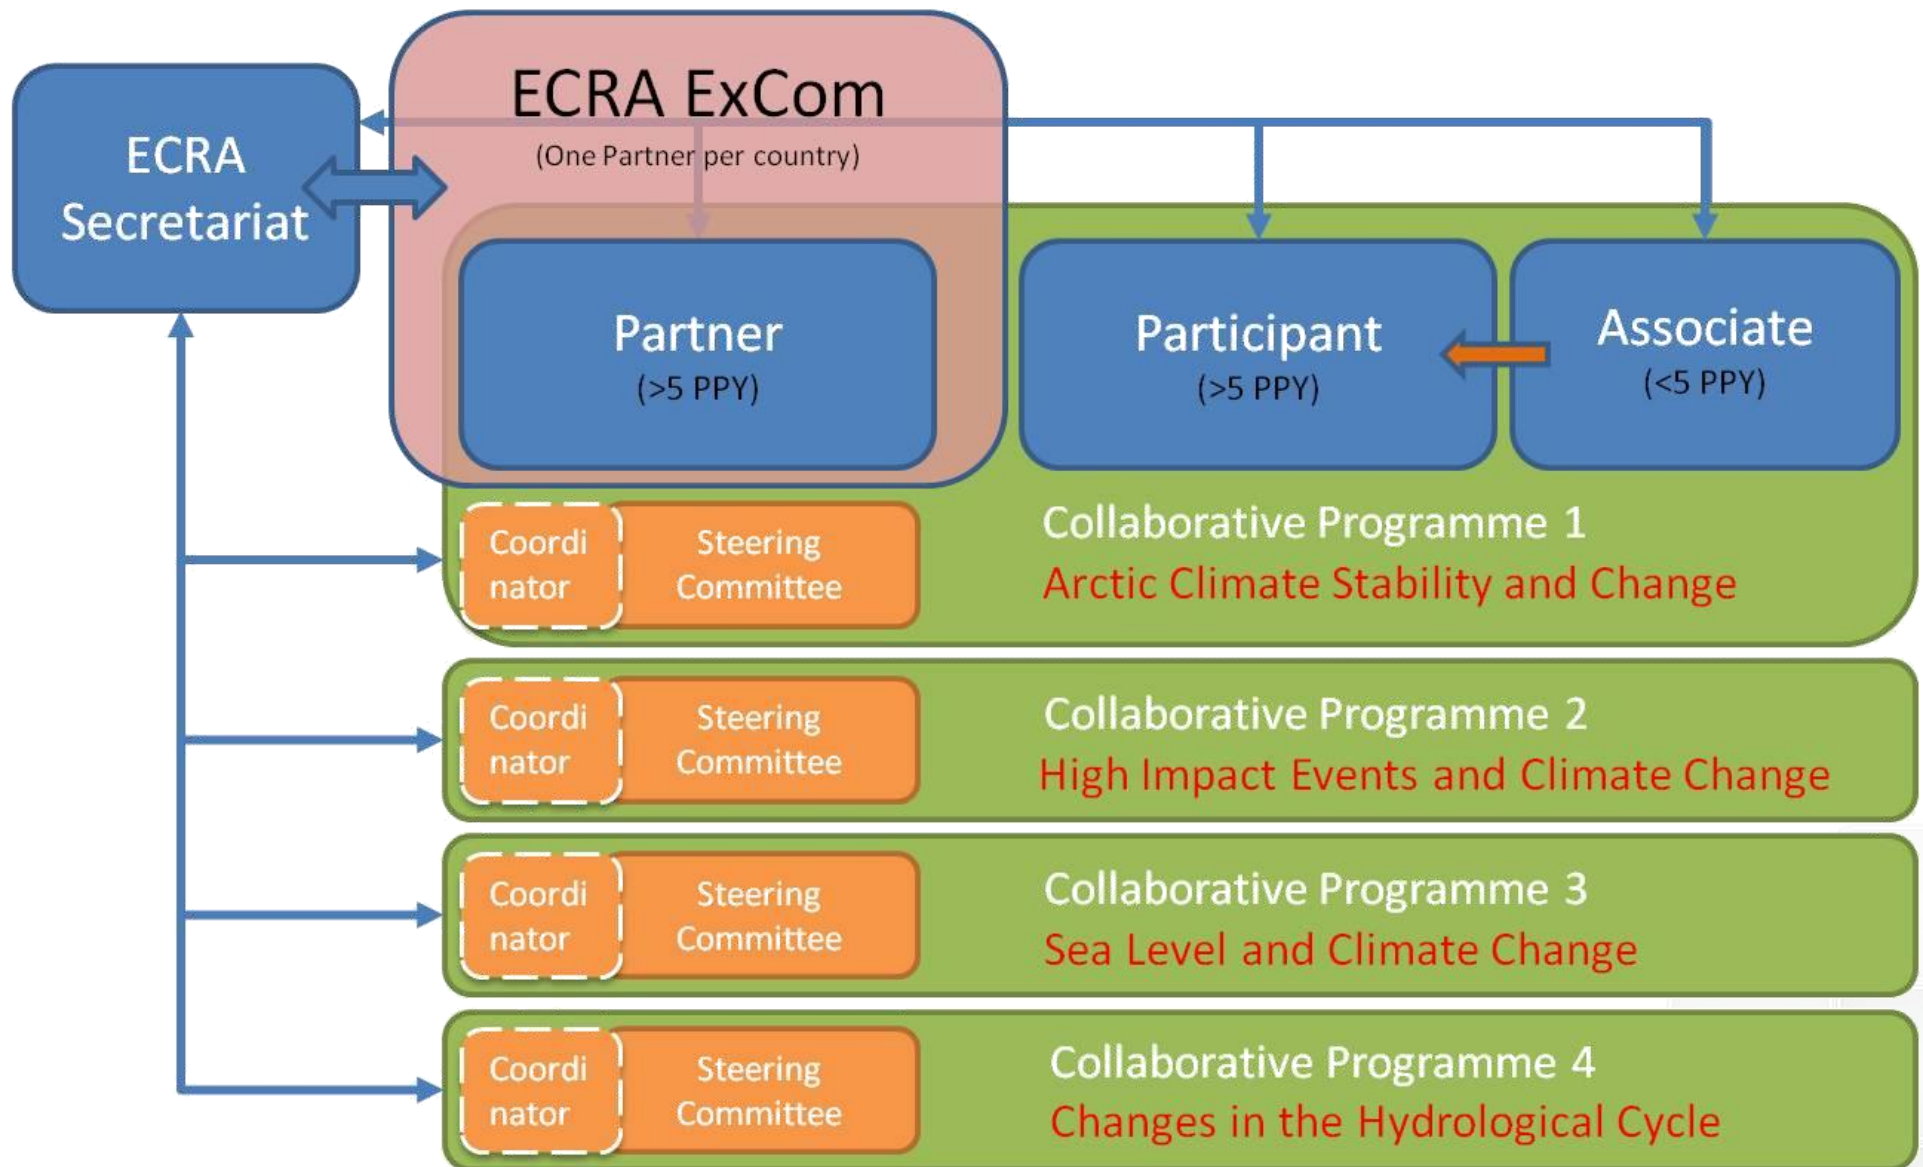 ECRA ExCom
(One Partner per country)
ECRA
Secretariat
Partner
(>5 PPY)
Participant
(>5 PPY)
Associate
(<5 PPY)
Coordi
nator
Steering
Committee
Collaborative Programme 1
Arctic Climate Stability and Change
Coordi
nator
Steering
Committee
Collaborative Programme 2
High Impact Events and Climate Change
Coordi
nator
Steering
Committee
Collaborative Programme 3
Sea Level and Climate Change
Coordi
nator
Steering
Committee
Collaborative Programme 4
Changes in the Hydrological Cycle